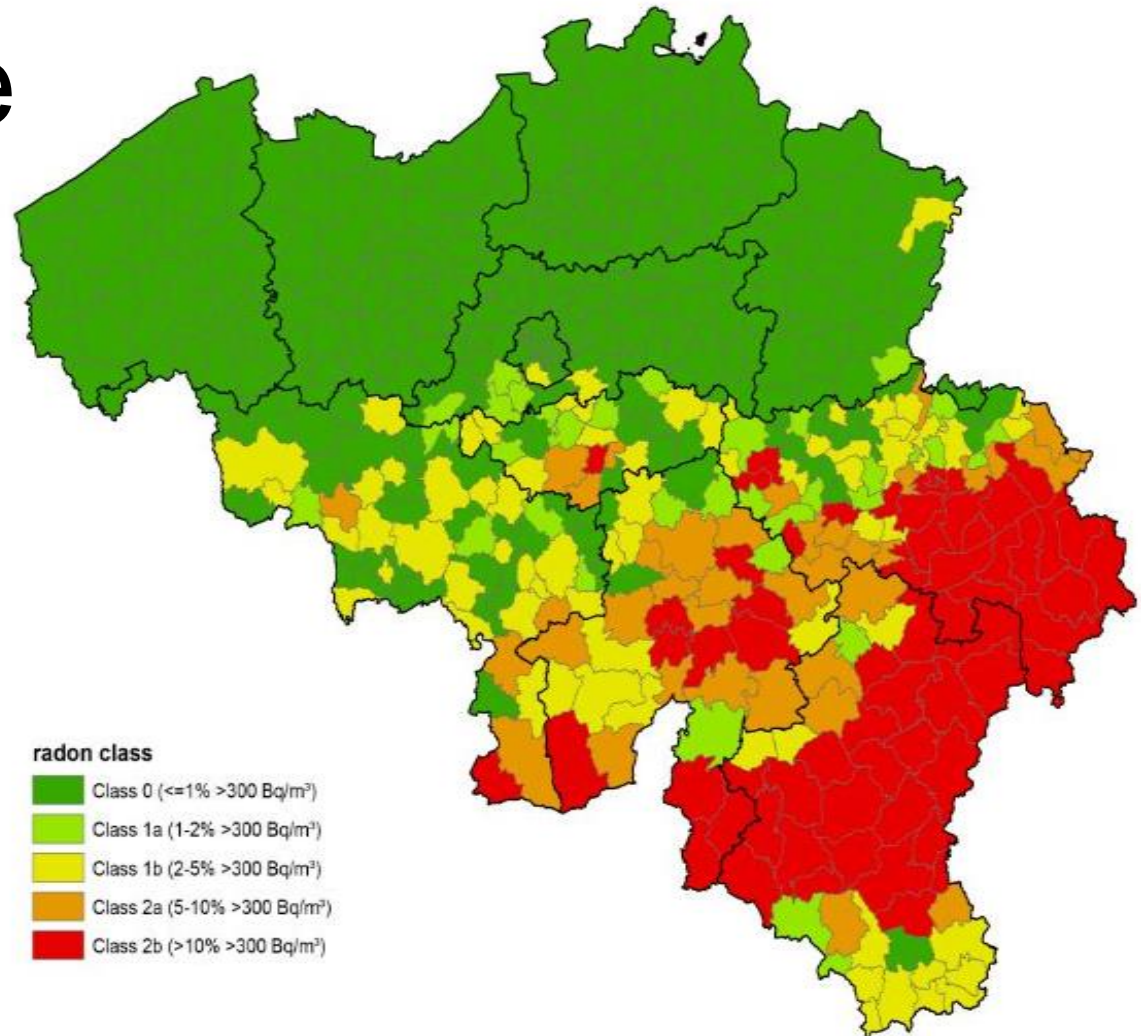 e
radon class
Class 0 (<=1% >300 Bq/m³)
Class 1a (1-2% >300 Bq/m³)
Class 1b (2-5% >300 Bq/m³)
Class 2a (5-10% >300 Bq/m³)
Class 2b (>10% >300 Bq/m³)